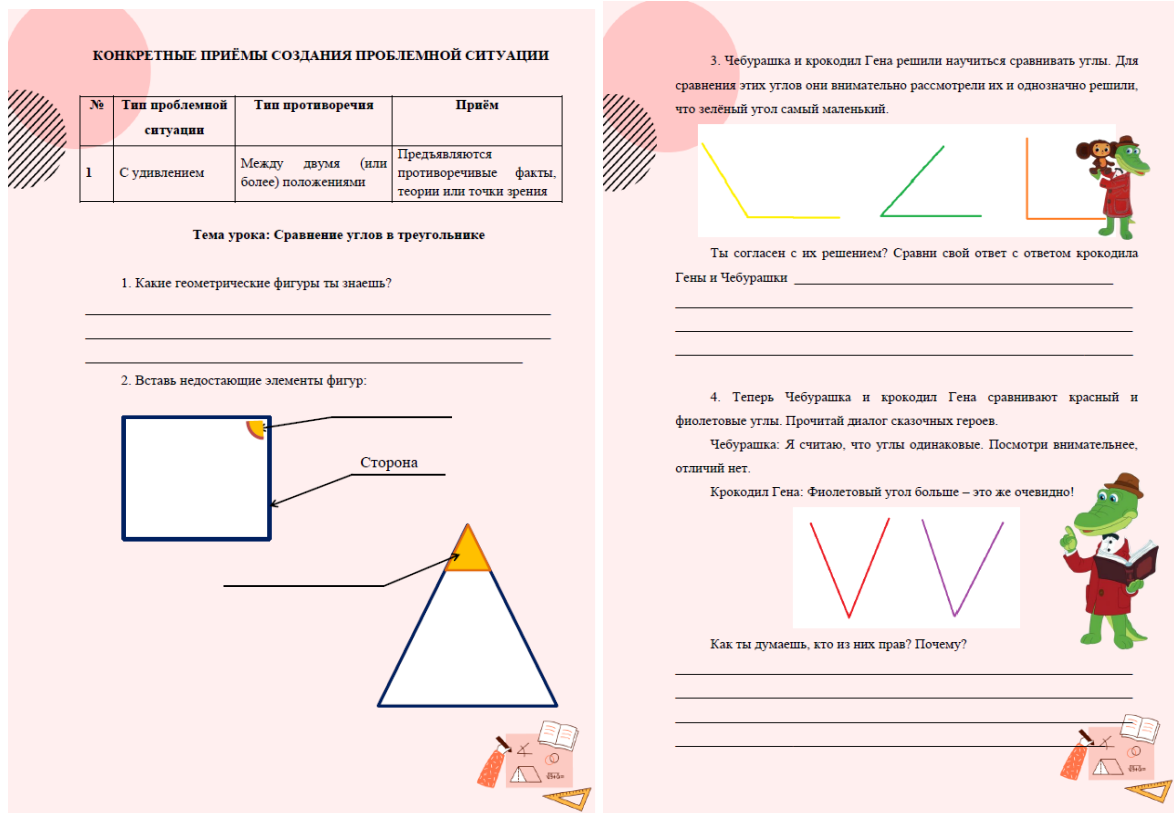 КОНКРЕТНЫЕ ПРИЁМЫ СОЗДАНИЯ ПРОБЛЕМНОЙ СИТУАЦИИ
№
Тип проблемной
ситуации
Тип противоречия
Приём
1
С удивлением
Между двумя (или
более) положениями
Предъявляются
противоречивые факты,
теории или точки зрения
Тема урока: Сравнение углов в треугольнике
1. Какие геометрические фигуры ты знаешь?
2. Вставь недостающие элементы фигур:
Сторона
3. Чебурашка и крокодил Гена решили научиться сравнивать углы. Для
сравнения этих углов они внимательно рассмотрели их и однозначно решили,
что зелёный угол самый маленький.
Ты согласен с их решением? Сравни свой ответ с ответом крокодила
Гены и Чебурашки
4. Теперь Чебурашка и крокодил Гена сравнивают красный и
фиолетовые углы. Прочитай диалог сказочных героев.
Чебурашка: Я считаю, что углы одинаковые. Посмотри внимательнее,
отличий нет.
Крокодил Гена: Фиолетовый угол больше – это же очевидно!
Как ты думаешь, кто из них прав? Почему?